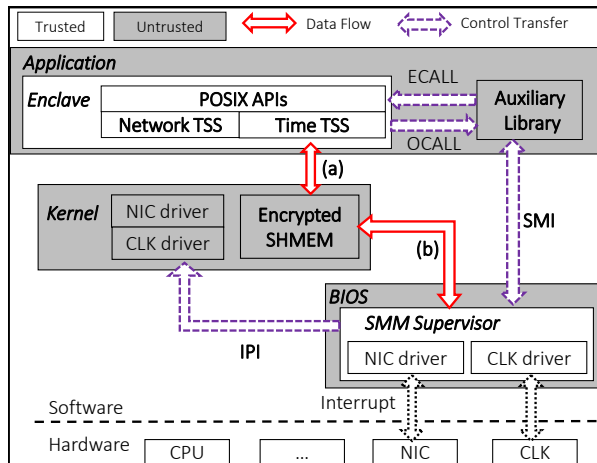 Trusted Untrusted Data Flow Control Transfer
Application
ECALL
Enclave
POSIX APIs
Network TSS Time TSS
Auxiliary
Library
OCALL
(a)
Kernel
NIC driver
CLK driver
Encrypted
SHMEM
(b)
SMI
BIOS
SMM Supervisor
NIC driver CLK driver
IPI
Interrupt
Software
Hardware
CPU ... NIC CLK